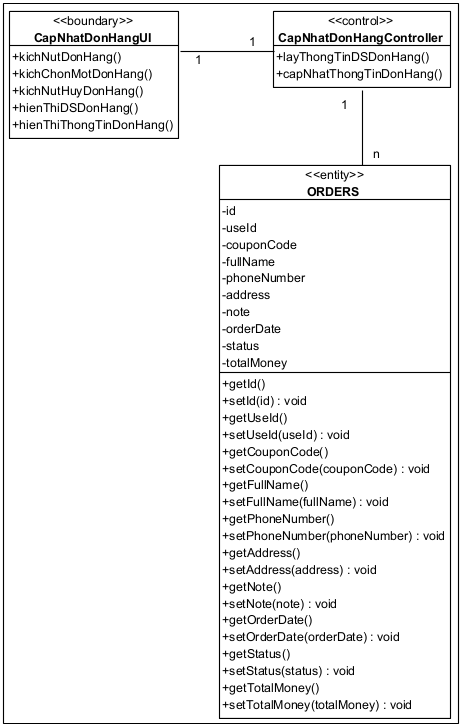 <<boundary>>
CapNhatDonHangUI
+kichNutDonHang()
+kichChonMotDonHang()
+kichNutHuyDonHang()
+hienThiDSDonHang()
+hienThiThongTinDonHang()
1
1
<<control>>
CapNhatDonHangController
+layThongTinDSDonHang()
+capNhatThongTinDonHang()
1
n
<<entity>>
ORDERS
-id
-useId
-couponCode
-fullName
-phoneNumber
-address
-note
-orderDate
-status
-totalMoney
+getId()
+setId(id) : void
+getUseId()
+setUseId(useId) : void
+getCouponCode()
+setCouponCode(couponCode) : void
+getFullName()
+setFullName(fullName) : void
+getPhoneNumber()
+setPhoneNumber(phoneNumber) : void
+getAddress()
+setAddress(address) : void
+getNote()
+setNote(note) : void
+getOrderDate()
+setOrderDate(orderDate) : void
+getStatus()
+setStatus(status) : void
+getTotalMoney()
+setTotalMoney(totalMoney) : void